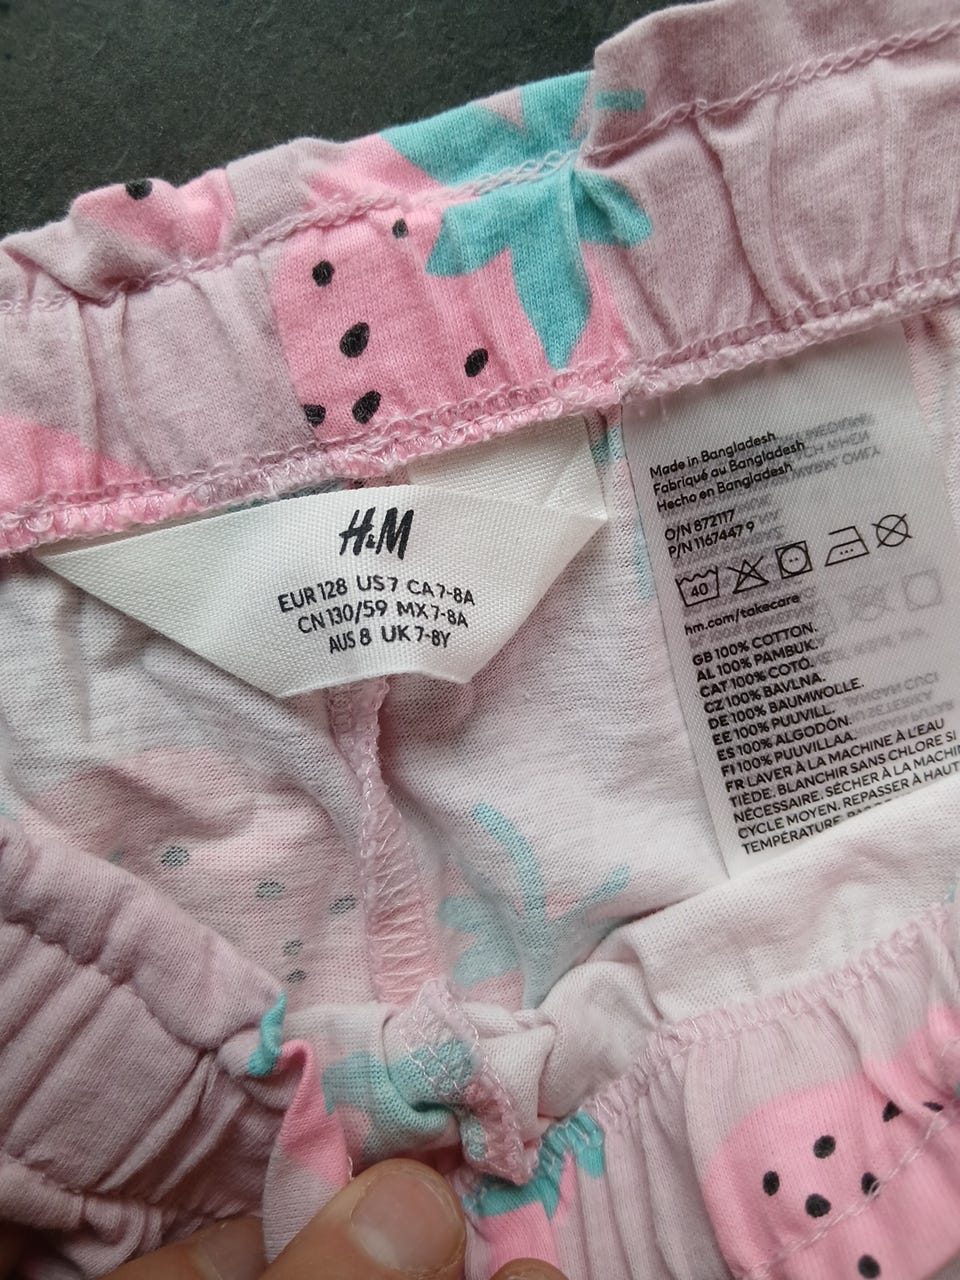 H&M
EUR 128 US 7 CA 7-8A
CN 130/59 MX 7-8A
AUS 8 UK 7-8Y
Made in Bangladesh
Fabriqué au Bangladesh
Hecho en Bangladesh
O/N 872117
P/N 1167447 9
40
hm.com/takecare
GB 100% COTTON.
AL 100% PAMBUK.
CAT 100% COTÓ.
CZ 100% BAVLNA.
DE 100% BAUMWOLLE.
EE 100% PUUVILL.
ES 100% ALGODÓN.
FI 100% PUUVILLAA.
FR LAVER À LA MACHINE À L'EAU
TIÈDE. BLANCHIR SANS CHLORE SI
NÉCESSAIRE. SÉCHER À LA MACHIN
CYCLE MOYEN. REPASSER À HAUT
TEMPÉRATURE.